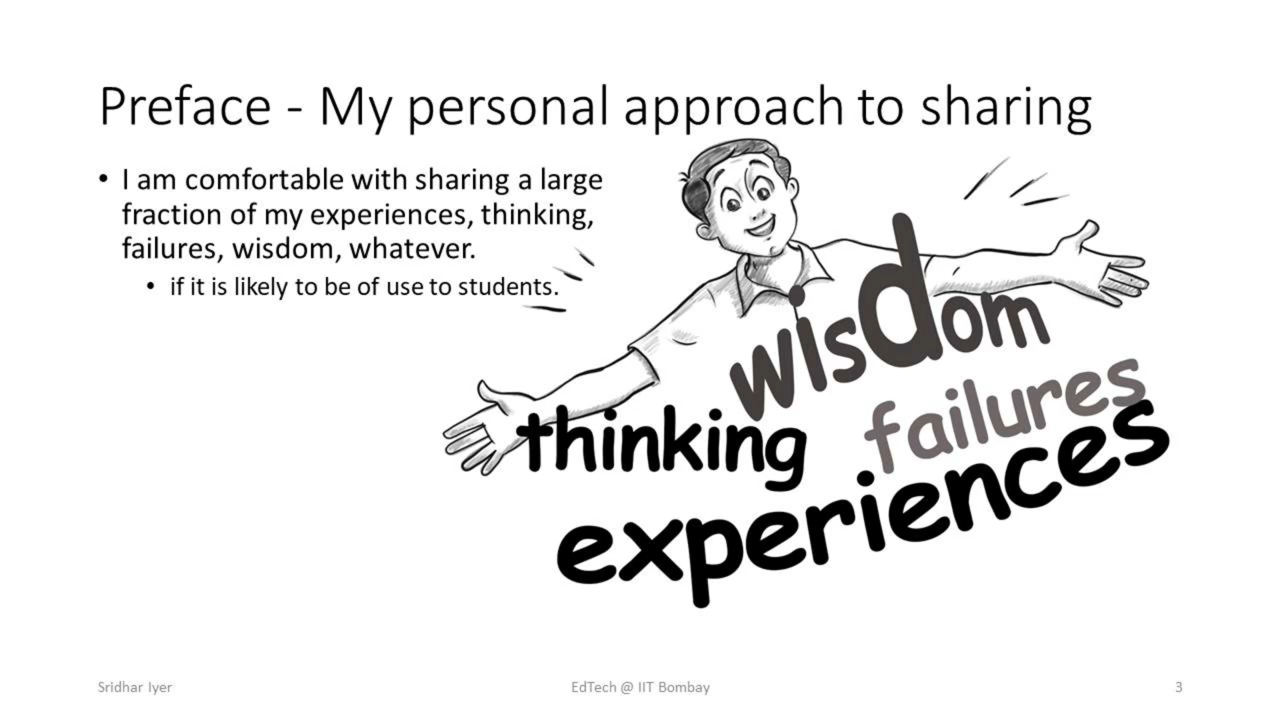 Preface - My personal approach to sharing
• I am comfortable with sharing a large
fraction of my experiences, thinking,
failures, wisdom, whatever.
• if it is likely to be of use to students.
wisdom
thinking
failures
experiences
Sridhar Iyer
EdTech @ IIT Bombay
3